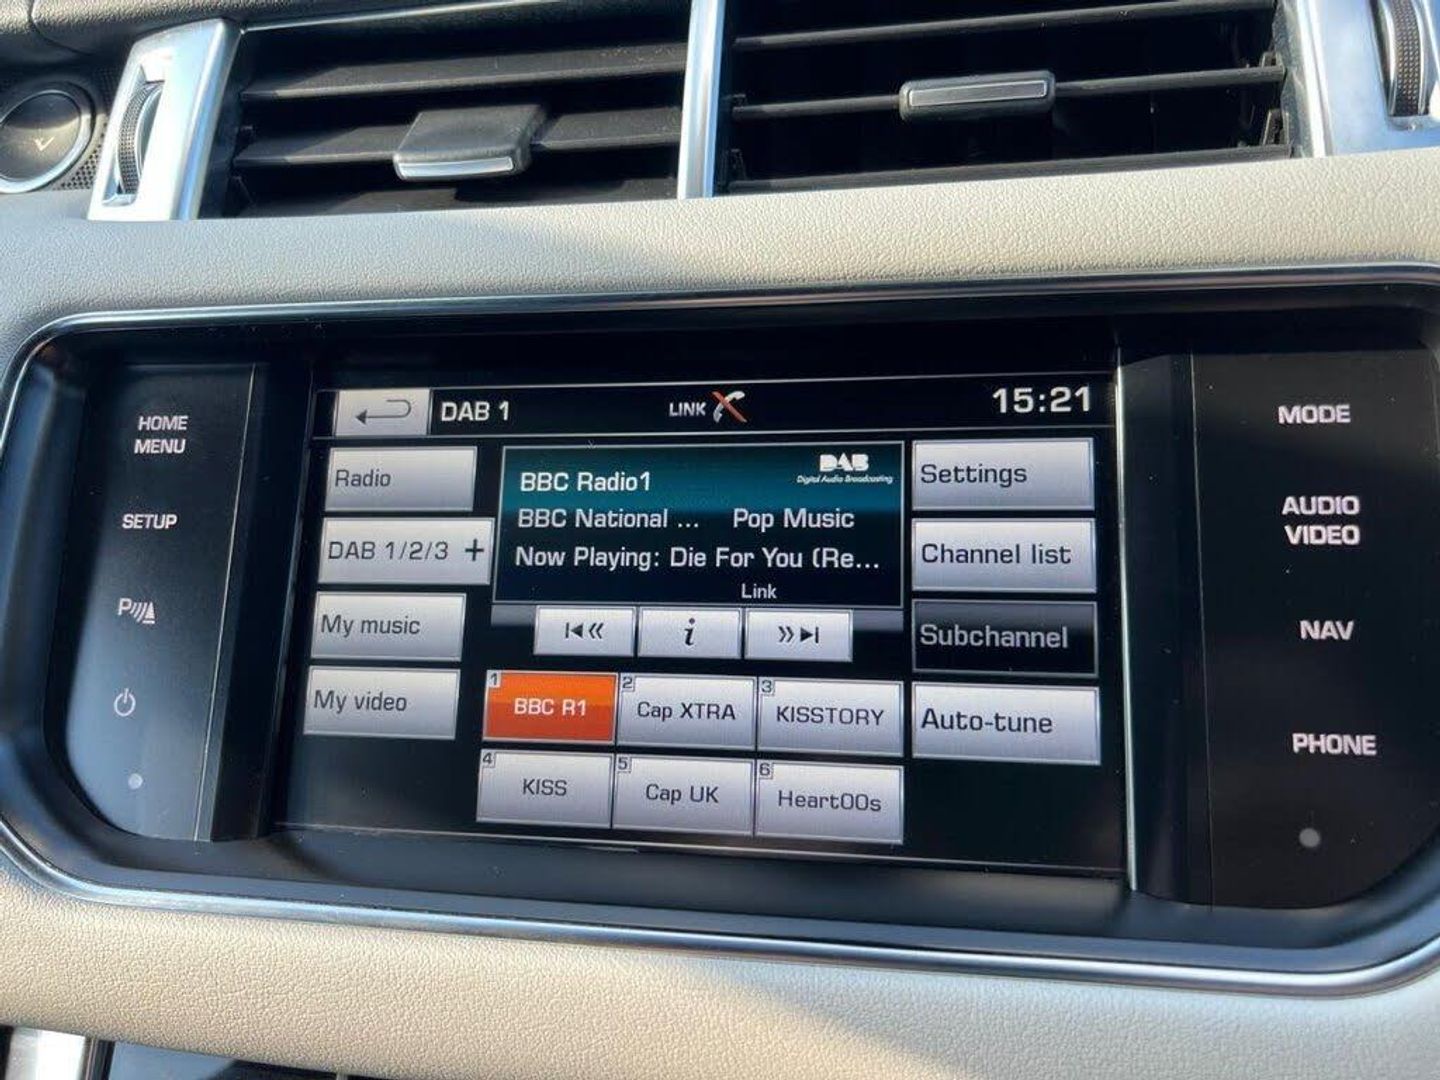 HOME
MENU
SETUP
P
DAB 1
LINK
15:21
Radio
DAB 1/2/3 +
My music
My video
BBC Radio1
DAB
Digital Audio Broadcasting
BBC National ... Pop Music
Now Playing: Die For You (Re...
Link
i
1 BBC R1
2 Cap XTRA
3 KISSTORY
4 KISS
5 Cap UK
6 Heart00s
Settings
Channel list
Subchannel
Auto-tune
MODE
AUDIO
VIDEO
NAV
PHONE